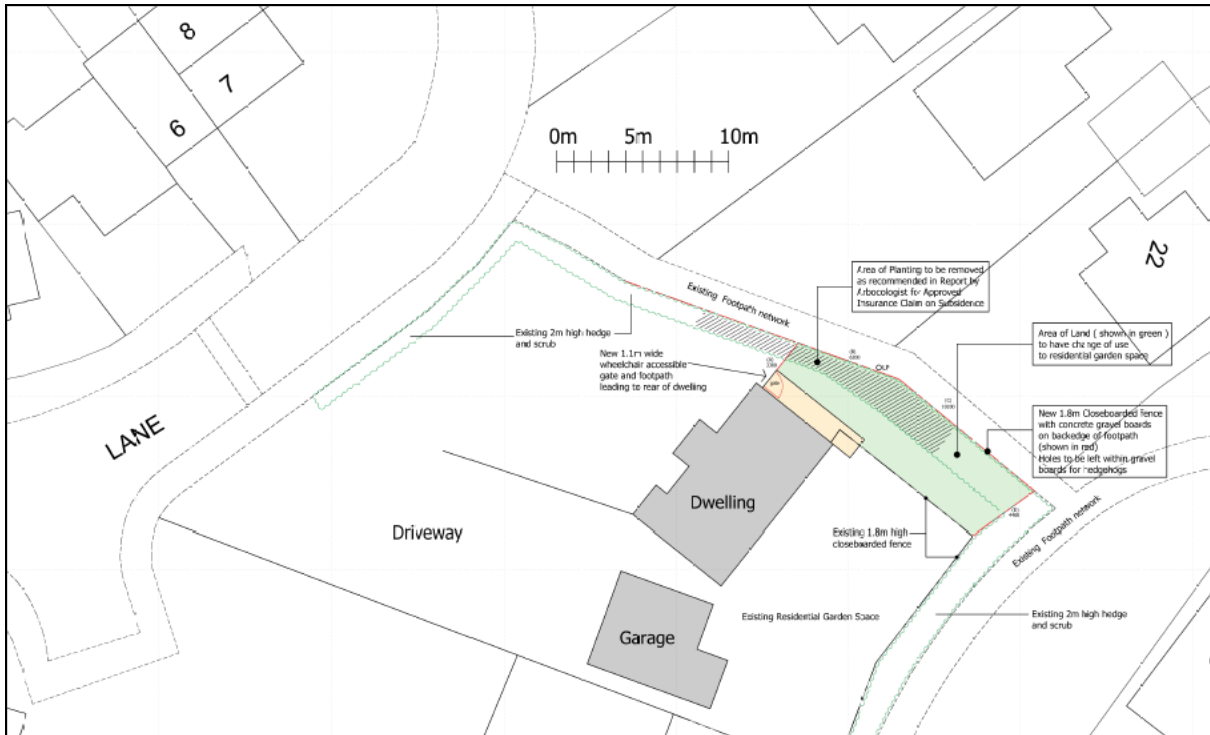 8
7
6
0m 5m 10m
22
Area of Planting to be removed
as recommended in Report by
Arbocologist for Approved
Insurance Claim on Subsidence
Existing Footpath network
Area of Land ( shown in green )
to have change of use
to residential garden space
Existing 2m high hedge
and scrub
New 1.1m wide
wheelchair accessible
gate and footpath
leading to rear of dwelling
New 1.8m Closeboarded fence
with concrete gravel boards
on backedge of footpath
(shown in red)
Holes to be left within gravel
boards for hedgehogs
LANE
Dwelling
Driveway
Existing 1.8m high
closeboarded fence
Existing Footpath network
Existing Residential Garden Space
Existing 2m high hedge
and scrub
Garage